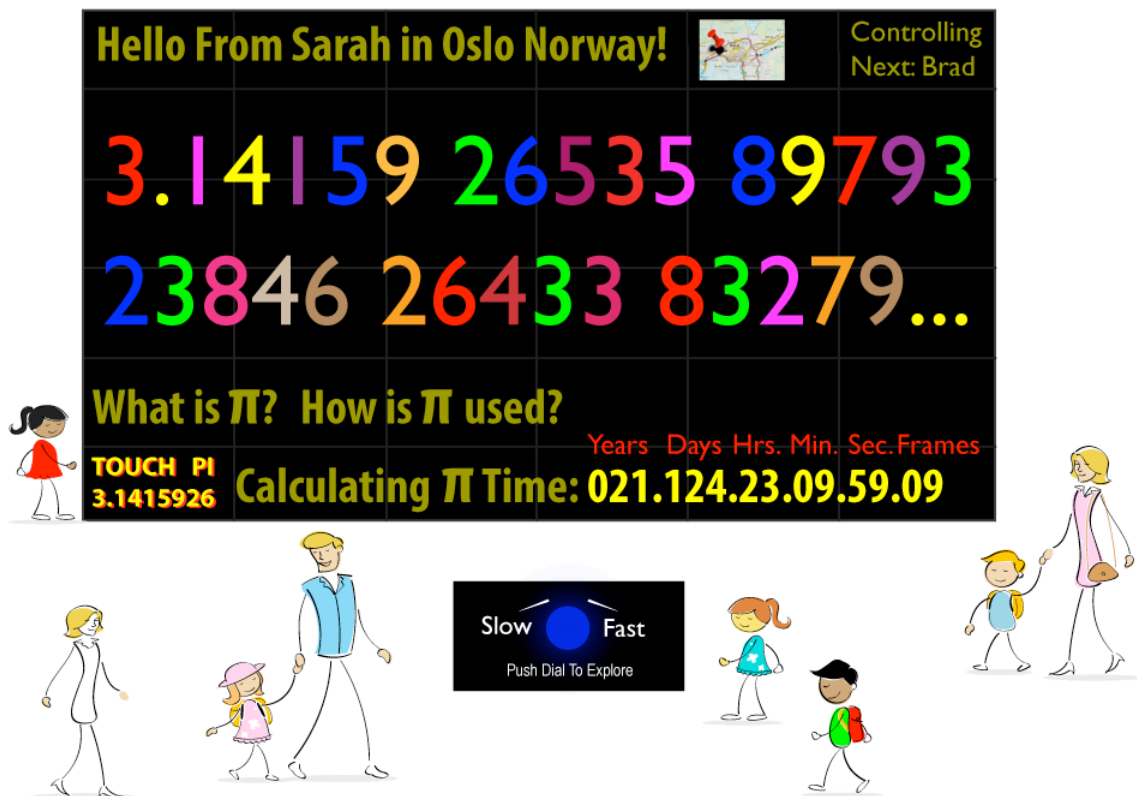 Hello From Sarah in Oslo Norway!
Controlling
Next: Brad
3.14159 26535 89793
23846 26433 83279...
What is π? How is π used?
Years Days Hrs. Min. Sec. Frames
TOUCH PI
3.1415926
Calculating π Time: 021.124.23.09.59.09
Slow Fast
Push Dial To Explore